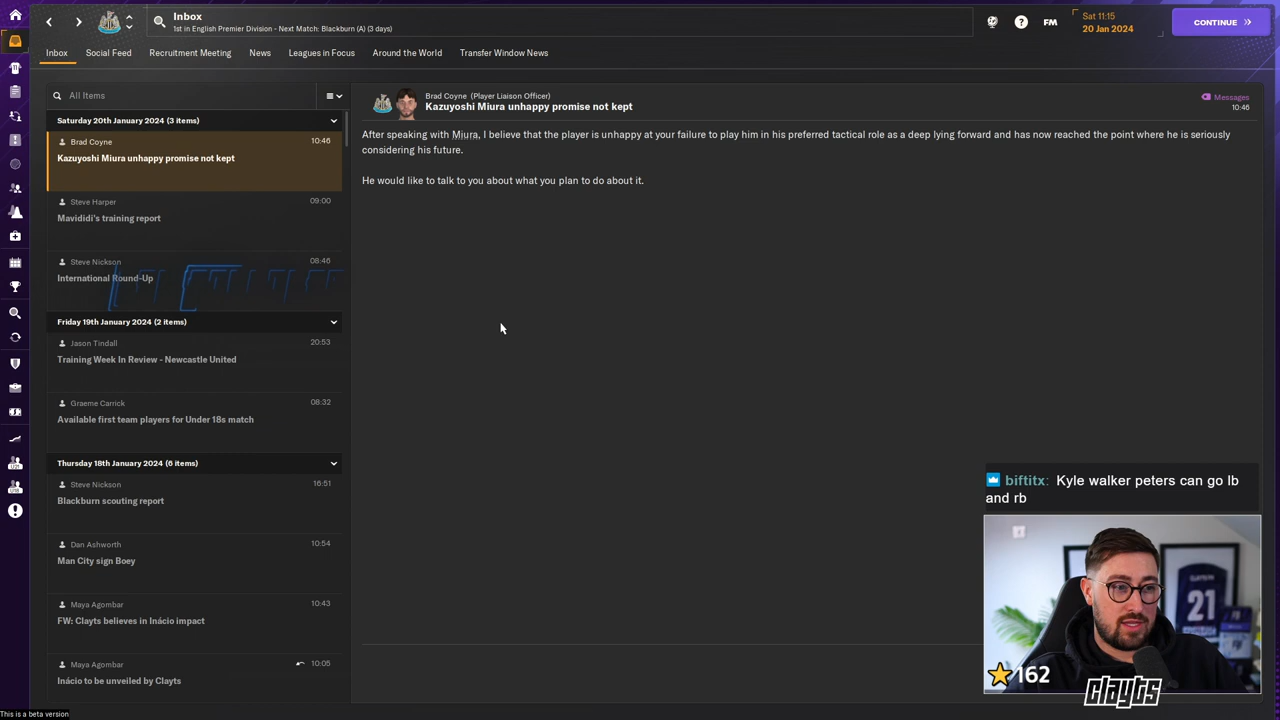 Inbox
1st in English Premier Division - Next Match: Blackburn (A) (3 days)
FM
Sat 11:15
20 Jan 2024
CONTINUE
Inbox
Social Feed
Recruitment Meeting
News
Leagues in Focus
Around the World
Transfer Window News
All Items
Saturday 20th January 2024 (3 items)
Brad Coyne
10:46
Kazuyoshi Miura unhappy promise not kept
Steve Harper
09:00
Mavididi's training report
Steve Nickson
08:46
International Round-Up
Friday 19th January 2024 (2 items)
Jason Tindall
20:53
Training Week In Review - Newcastle United
Graeme Carrick
08:32
Available first team players for Under 18s match
Thursday 18th January 2024 (6 items)
Steve Nickson
16:51
Blackburn scouting report
Dan Ashworth
10:54
Man City sign Boey
Maya Agombar
10:43
FW: Clayts believes in Inácio impact
Maya Agombar
10:05
Inácio to be unveiled by Clayts
Brad Coyne (Player Liaison Officer)
Kazuyoshi Miura unhappy promise not kept
Messages
10:46
After speaking with Miura, I believe that the player is unhappy at your failure to play him in his preferred tactical role as a deep lying forward and has now reached the point where he is seriously
considering his future.
He would like to talk to you about what you plan to do about it.
biftitx: Kyle walker peters can go lb
and rb
21
162
clayts
This is a beta version